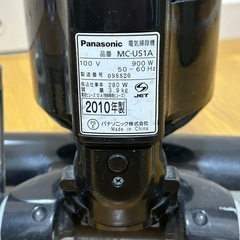 Panasonic 電気掃除機
品番 MC-U51A
100 V 900 W
50-60 Hz
製造番号 098820
吸込仕事率 280 W
質量 3.9kg
2010年製
パナソニック株式会社
Made in China
S
JET